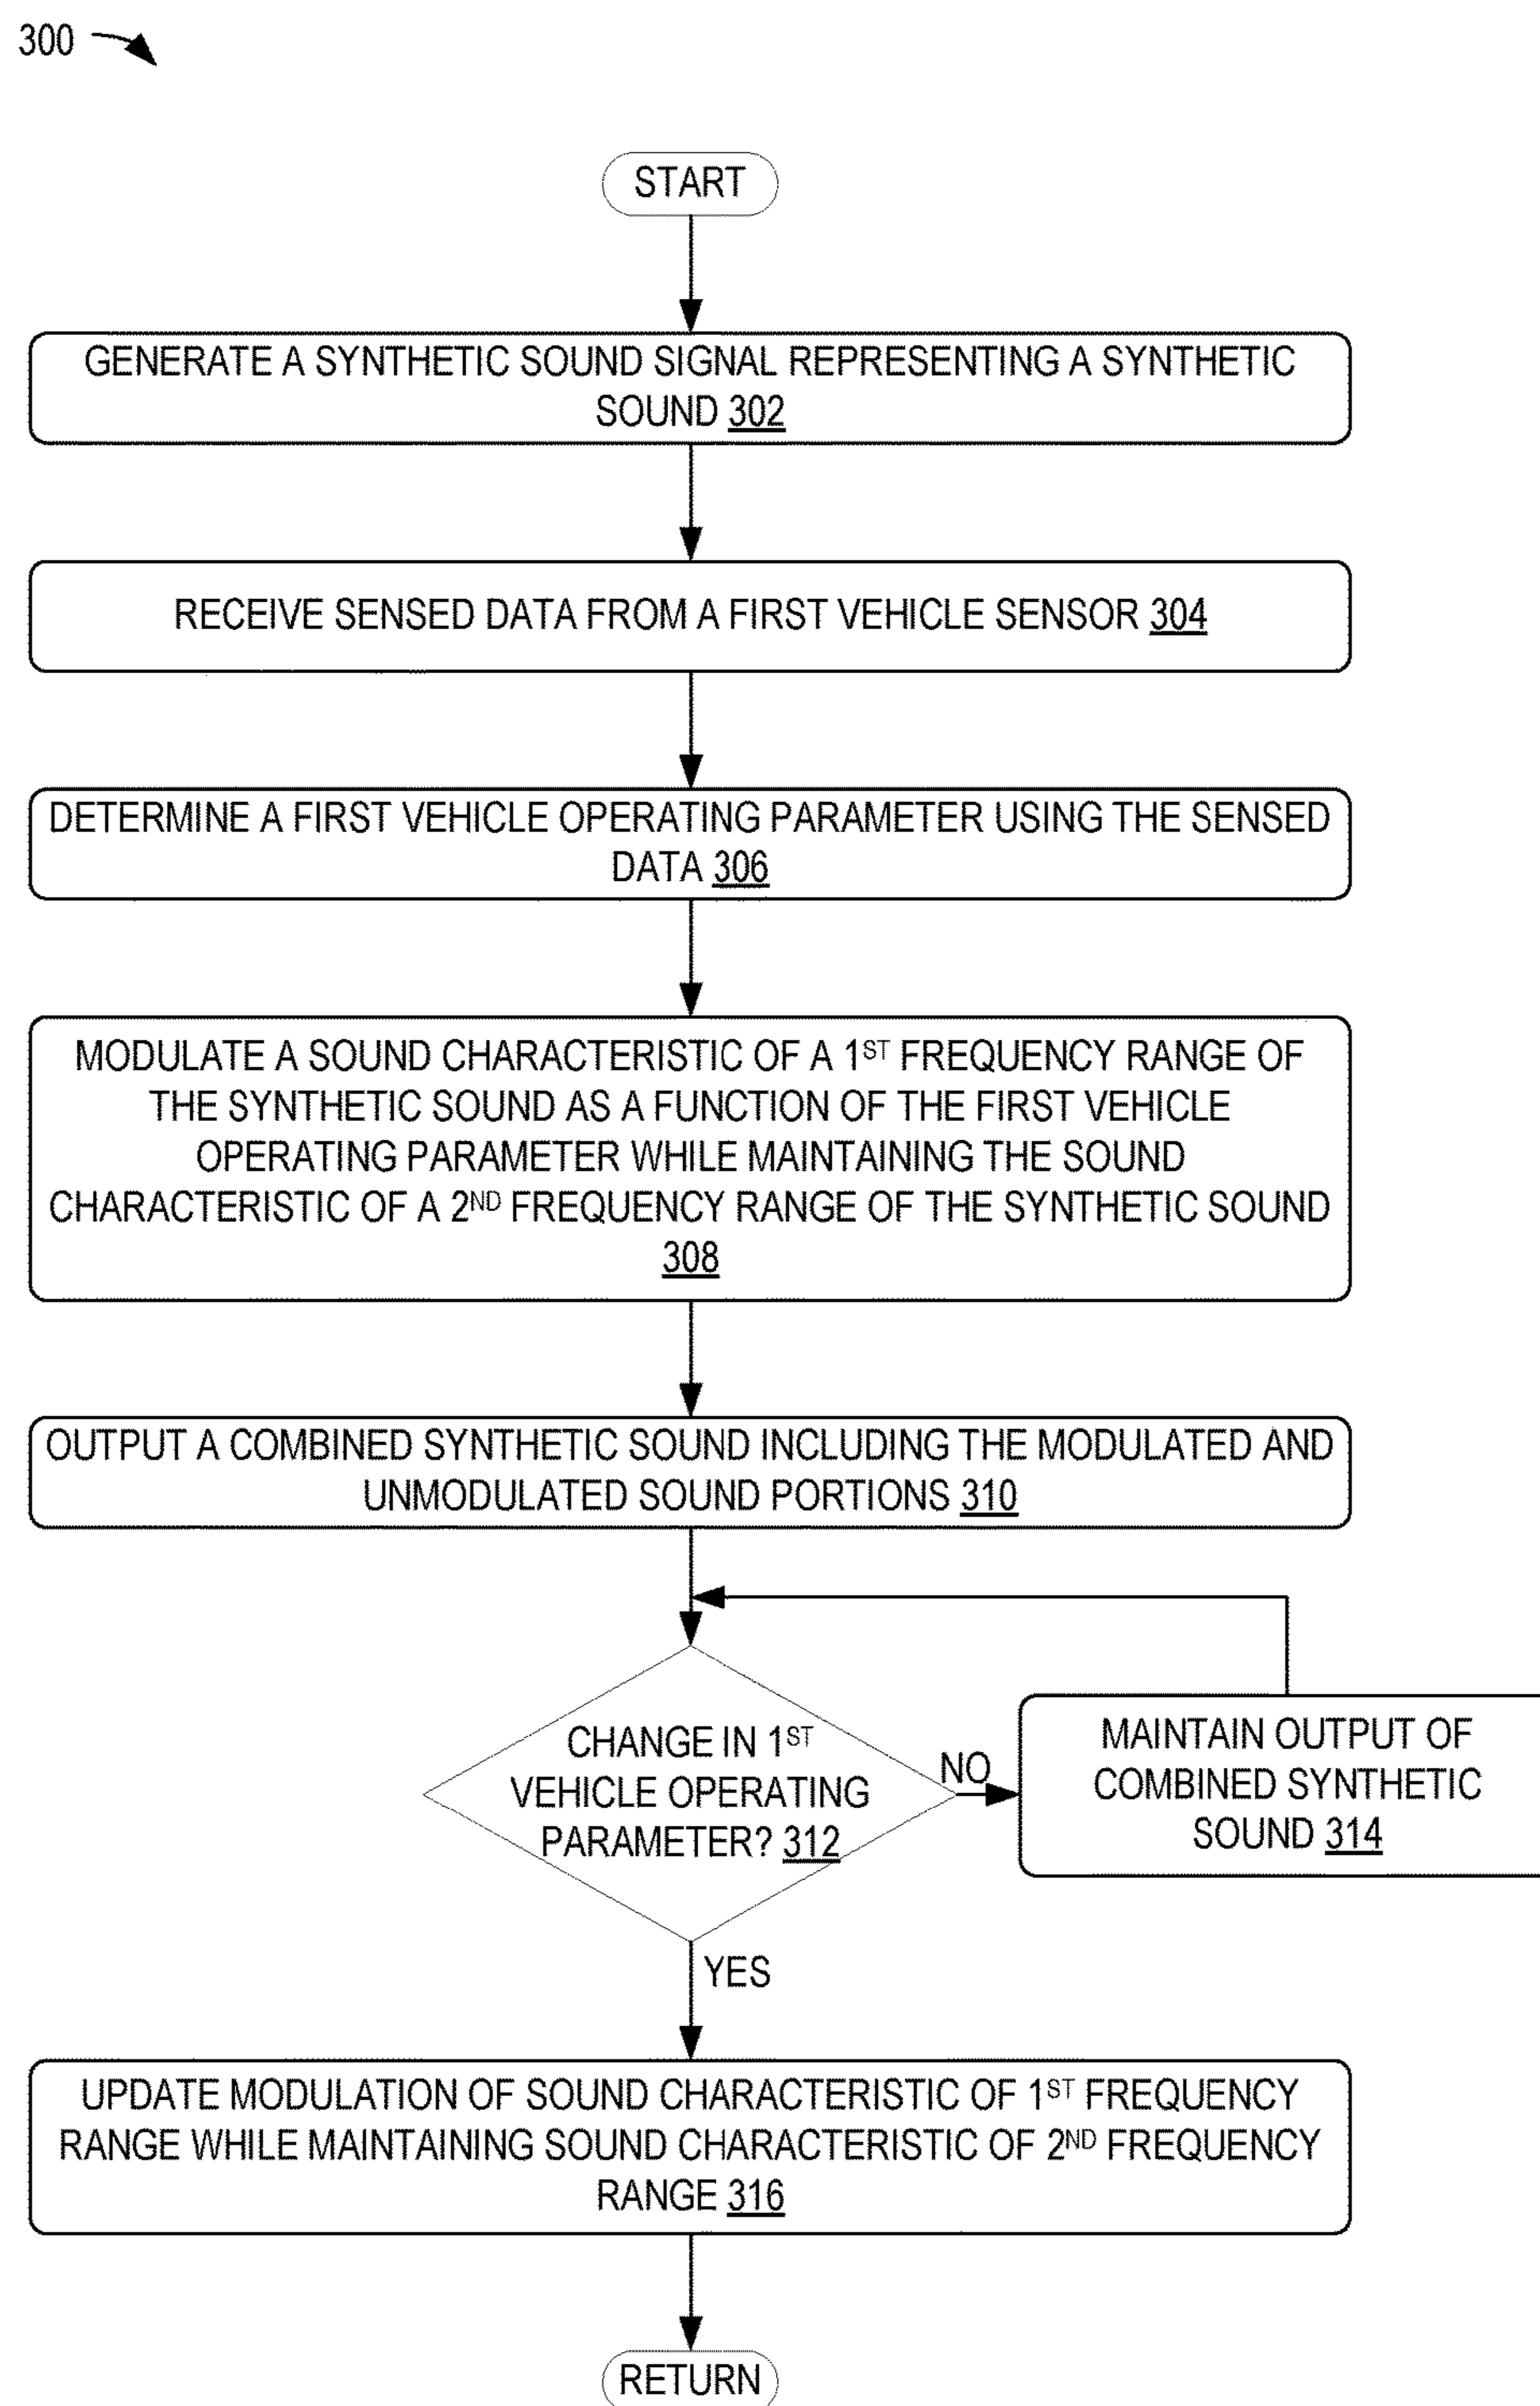 300
START
GENERATE A SYNTHETIC SOUND SIGNAL REPRESENTING A SYNTHETIC
SOUND 302
RECEIVE SENSED DATA FROM A FIRST VEHICLE SENSOR 304
DETERMINE A FIRST VEHICLE OPERATING PARAMETER USING THE SENSED
DATA 306
MODULATE A SOUND CHARACTERISTIC OF A 1ST FREQUENCY RANGE OF
THE SYNTHETIC SOUND AS A FUNCTION OF THE FIRST VEHICLE
OPERATING PARAMETER WHILE MAINTAINING THE SOUND
CHARACTERISTIC OF A 2ND FREQUENCY RANGE OF THE SYNTHETIC SOUND
308
OUTPUT A COMBINED SYNTHETIC SOUND INCLUDING THE MODULATED AND
UNMODULATED SOUND PORTIONS 310
CHANGE IN 1ST
VEHICLE OPERATING
PARAMETER? 312
NO
MAINTAIN OUTPUT OF
COMBINED SYNTHETIC
SOUND 314
YES
UPDATE MODULATION OF SOUND CHARACTERISTIC OF 1ST FREQUENCY
RANGE WHILE MAINTAINING SOUND CHARACTERISTIC OF 2ND FREQUENCY
RANGE 316
RETURN